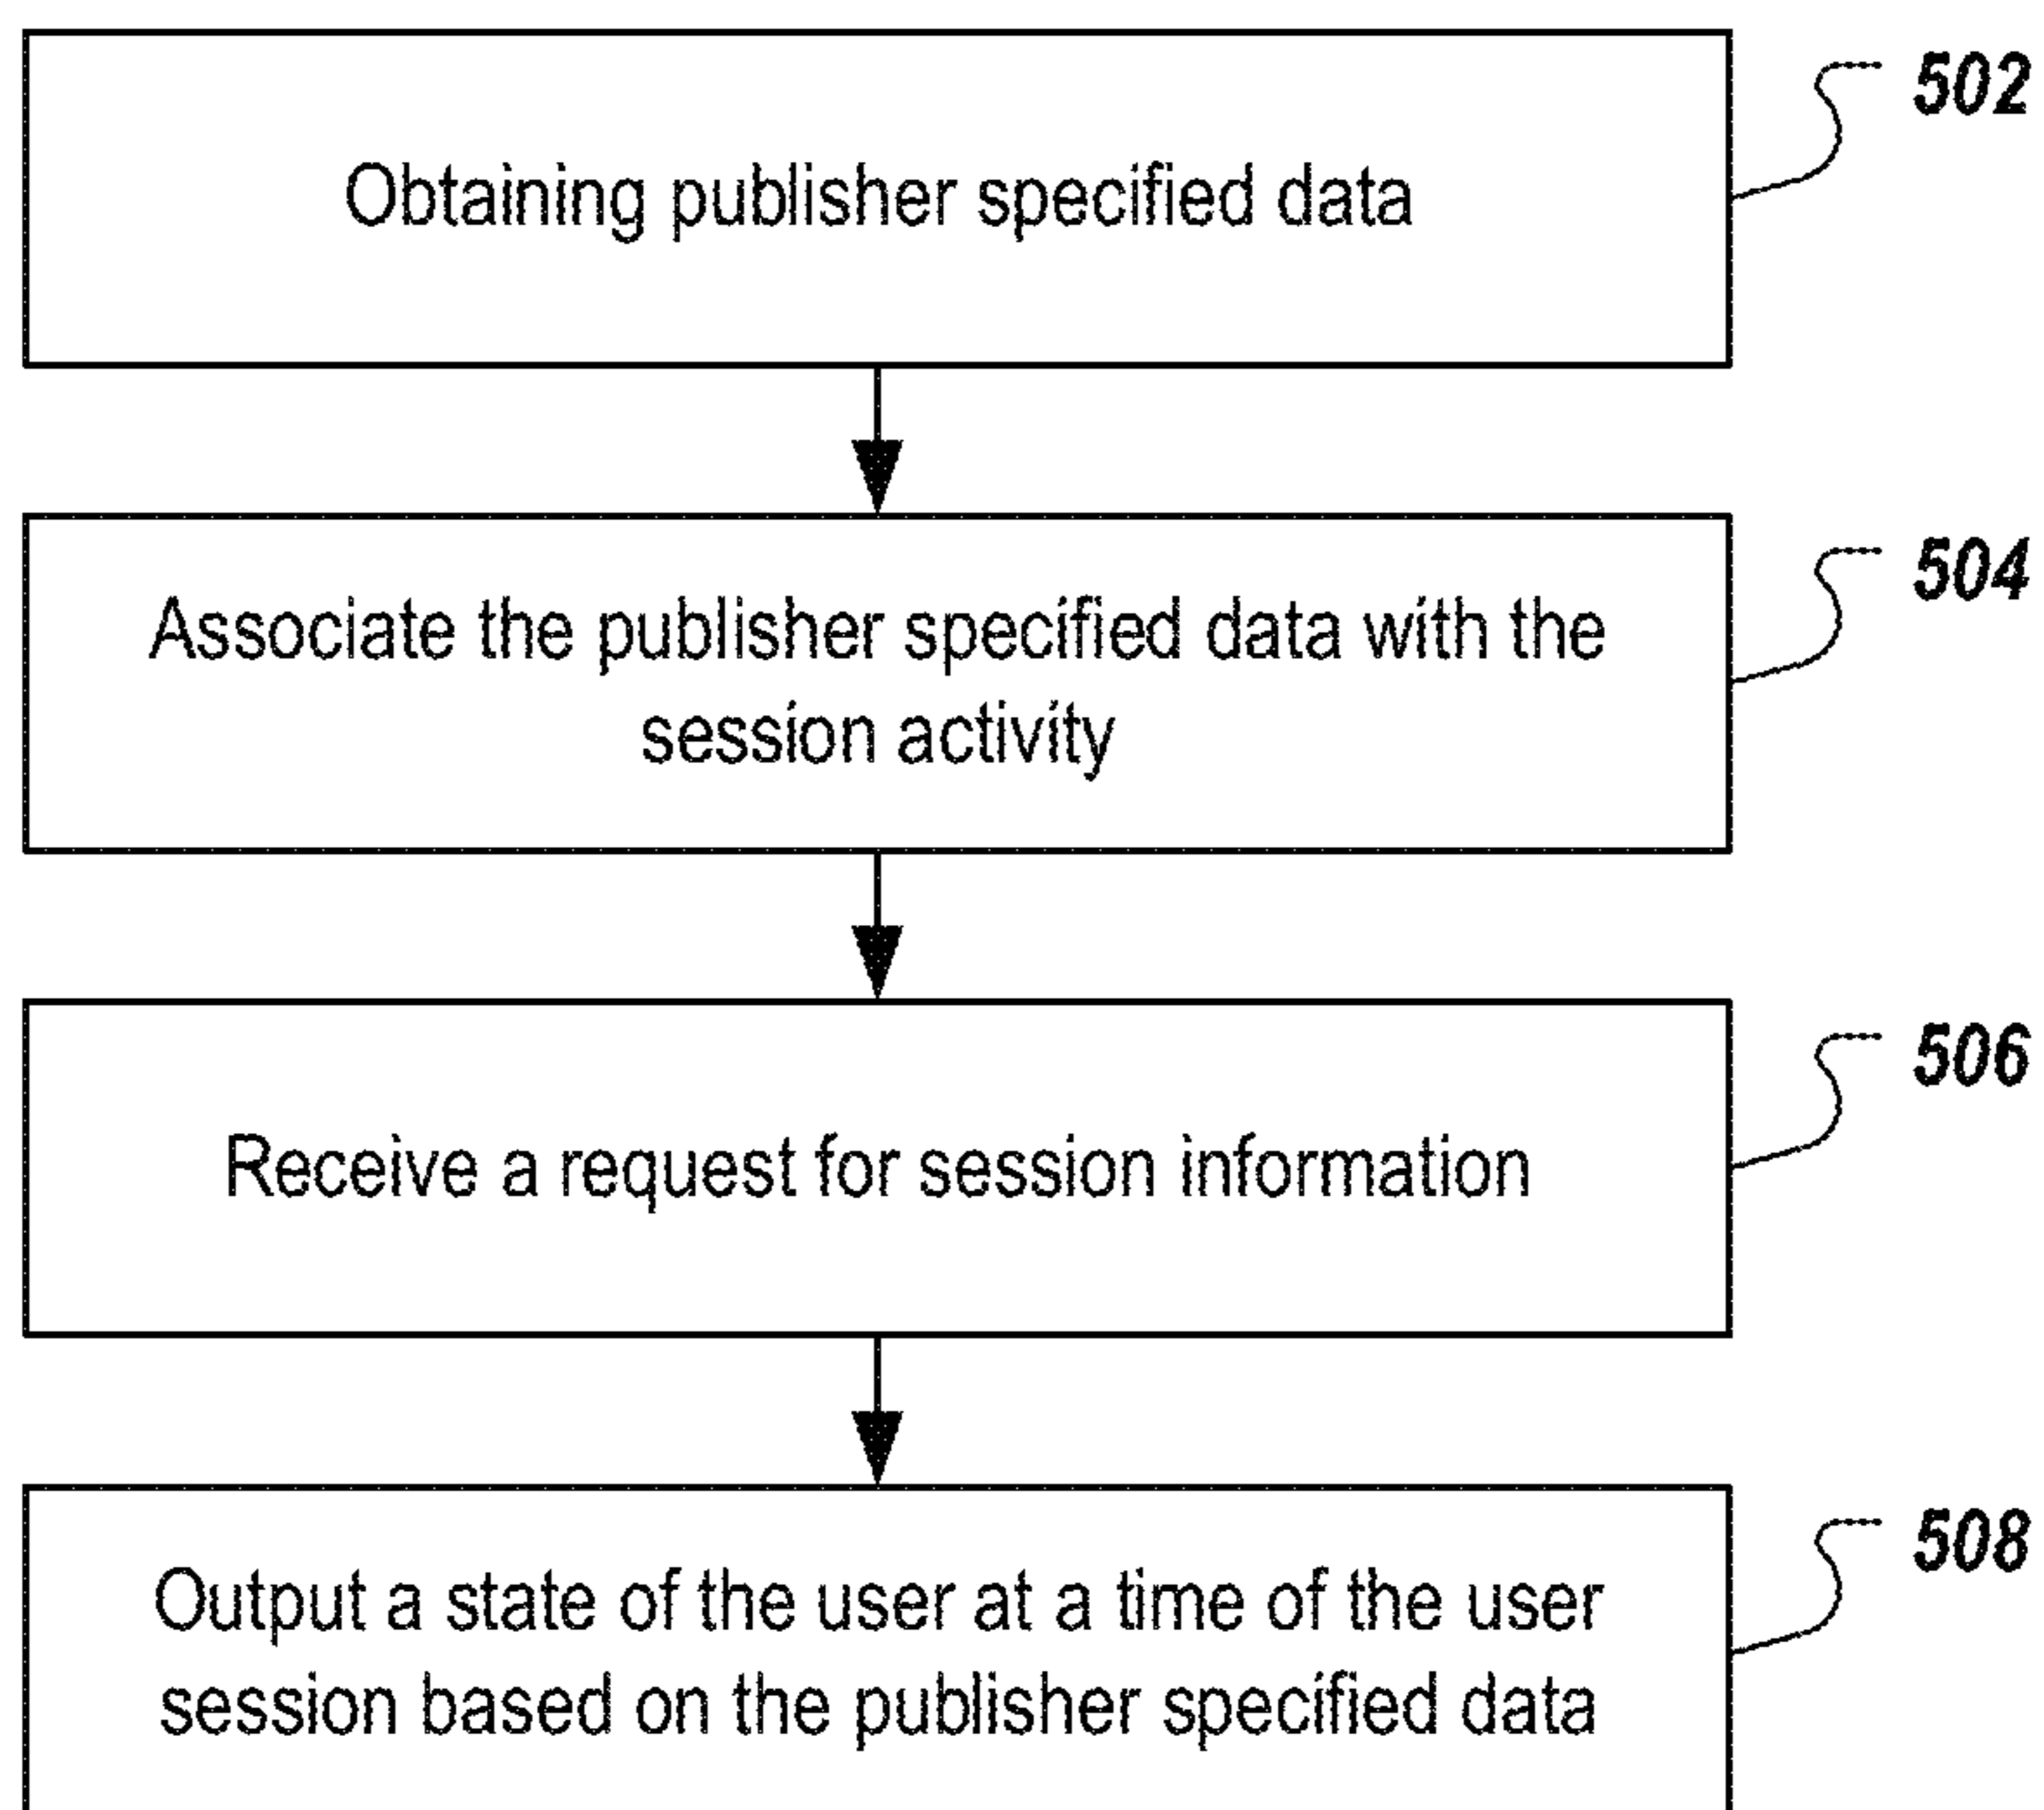 502
Obtaining publisher specified data
504
Associate the publisher specified data with the
session activity
506
Receive a request for session information
508
Output a state of the user at a time of the user
session based on the publisher specified data